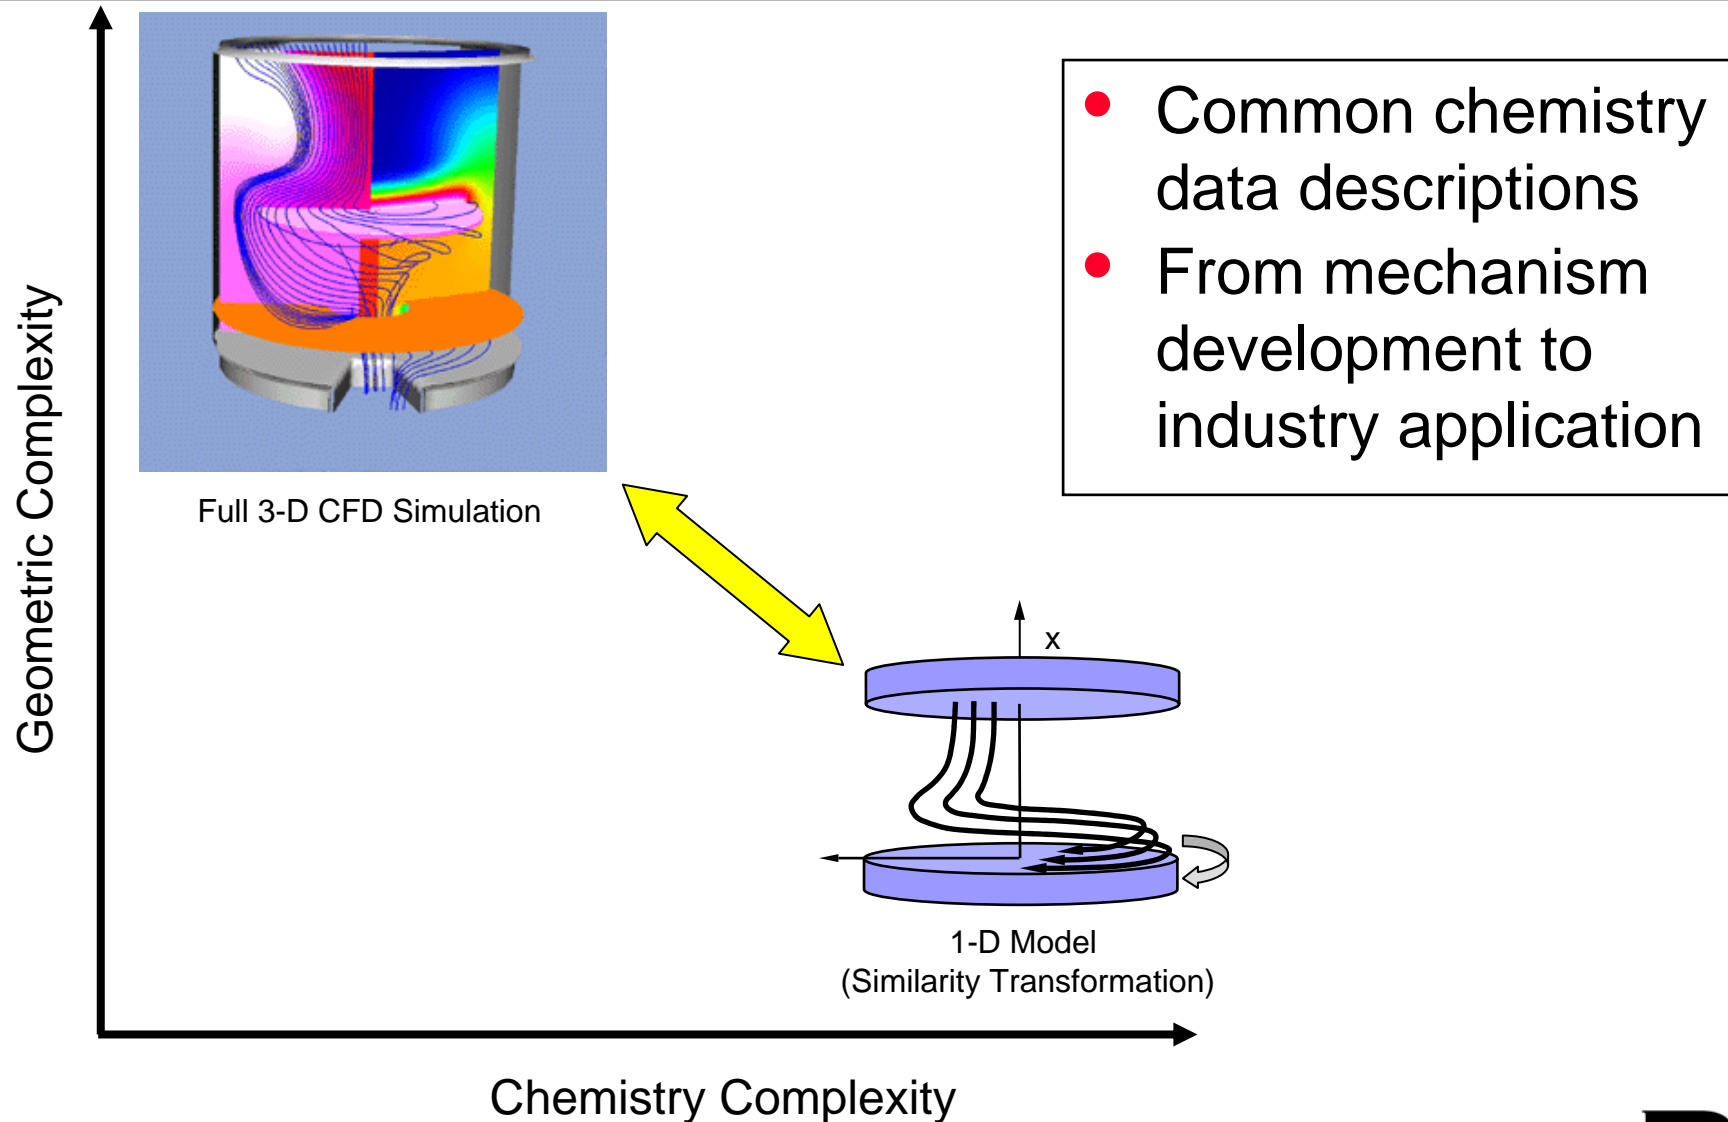 Common chemistry
data descriptions
From mechanism
development to
industry application
Geometric Complexity
Full 3-D CFD Simulation
x
1-D Model
(Similarity Transformation)
Chemistry Complexity